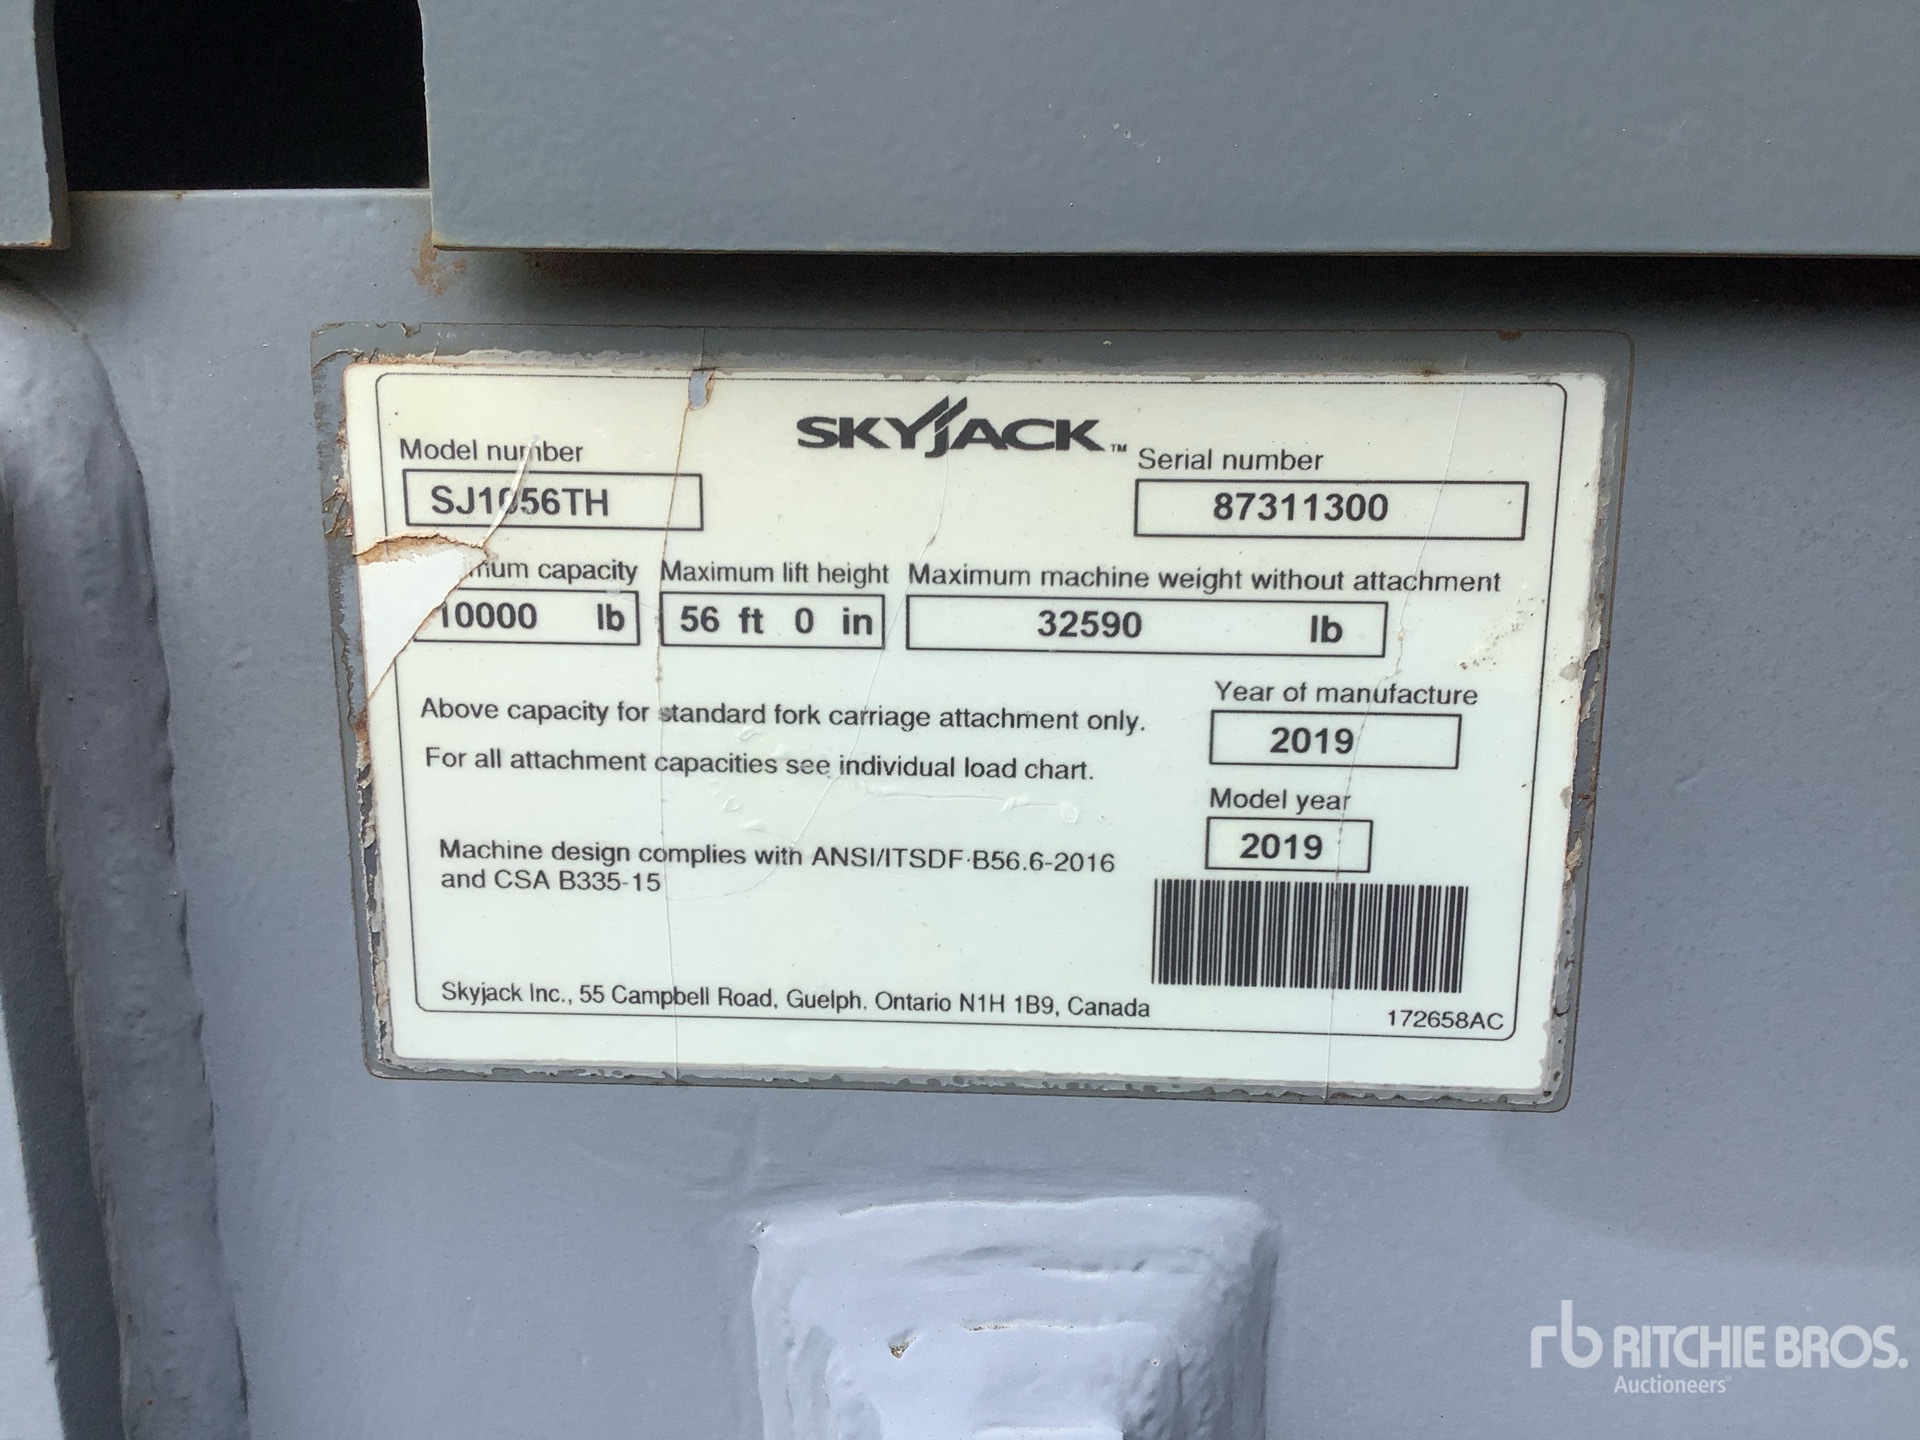 SKYJACK™
Model number
SJ1056TH
Serial number
87311300
capacity
10000 lb
Maximum lift height
56 ft 0 in
Maximum machine weight without attachment
32590 lb
Above capacity for standard fork carriage attachment only.
For all attachment capacities see individual load chart.
Year of manufacture
2019
Model year
2019
Machine design complies with ANSI/ITSDF-B56.6-2016
and CSA B335-15
Skyjack Inc., 55 Campbell Road, Guelph, Ontario N1H 1B9, Canada
172658AC
rb RITCHIE BROS.
Auctioneers